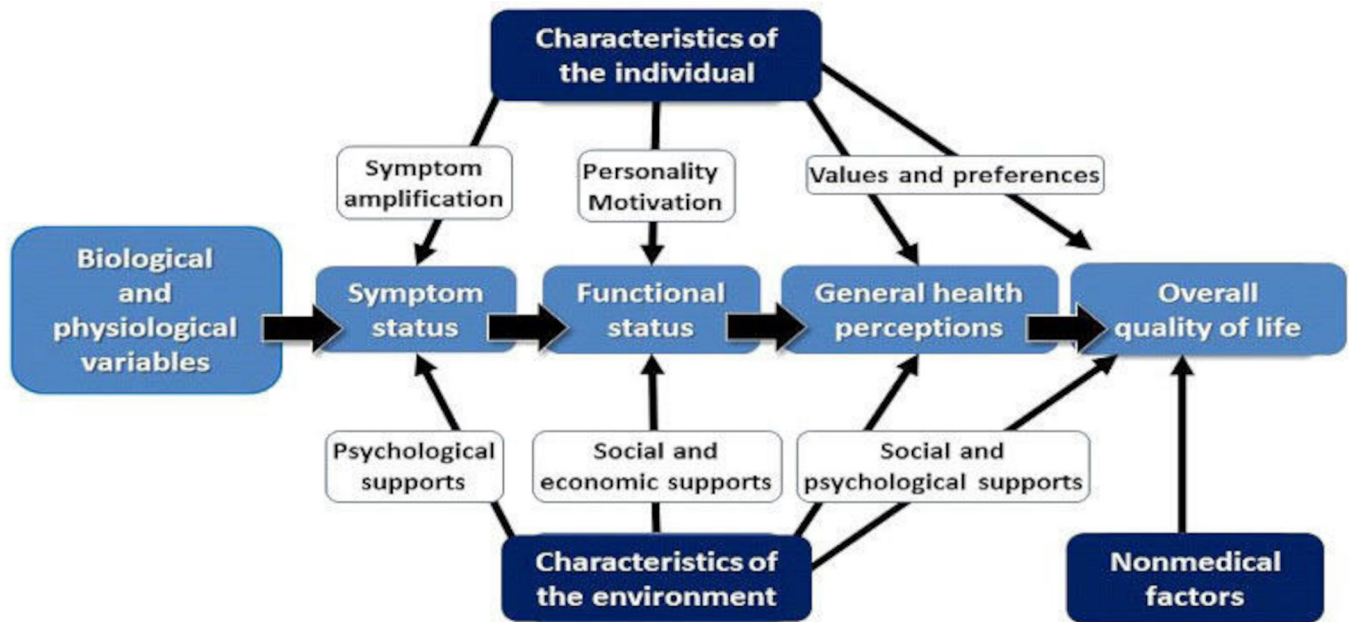 Characteristics of
the individual
Symptom
amplification
Personality
Motivation
Values and preferences
Biological
and
physiological
variables
Symptom
status
Functional
status
General health
perceptions
Overall
quality of life
Psychological
supports
Social and
economic supports
Social and
psychological supports
Characteristics of
the environment
Nonmedical
factors